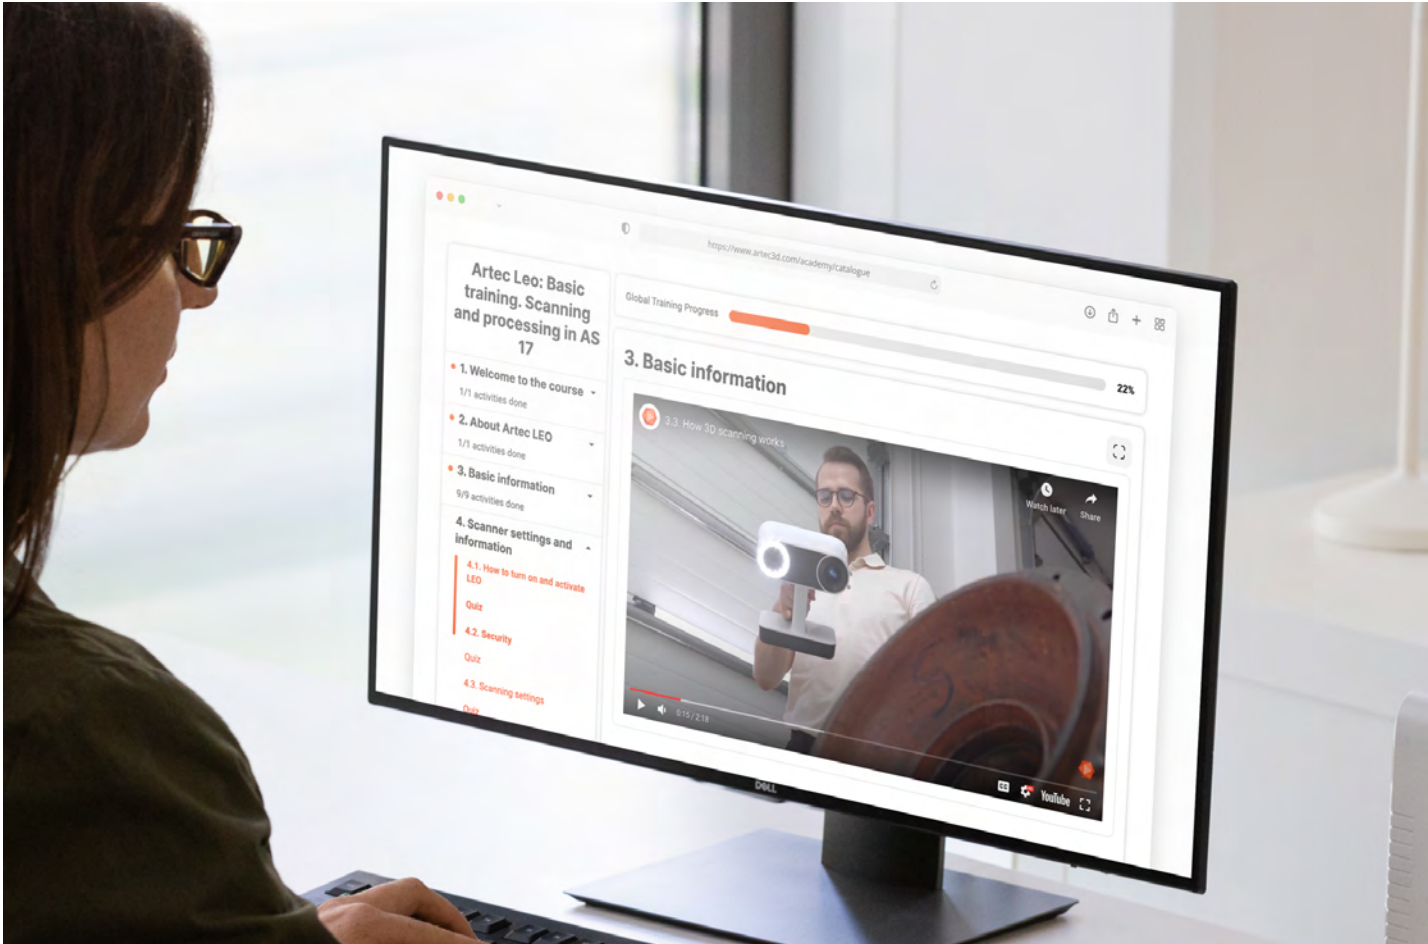 https://www.artec3d.com/academy/catalogue
Artec Leo: Basic
training. Scanning
and processing in AS
17
1. Welcome to the course
1/1 activities done
2. About Artec LEO
1/1 activities done
3. Basic information
9/9 activities done
4. Scanner settings and
information
4.1. How to turn on and activate
LEO
Quiz
4.2. Security
Quiz
4.3. Scanning settings
Quiz
Global Training Progress
22%
3. Basic information
3.3. How 3D scanning works
Watch later
Share
0:15 / 2:18
CC
YouTube
DELL